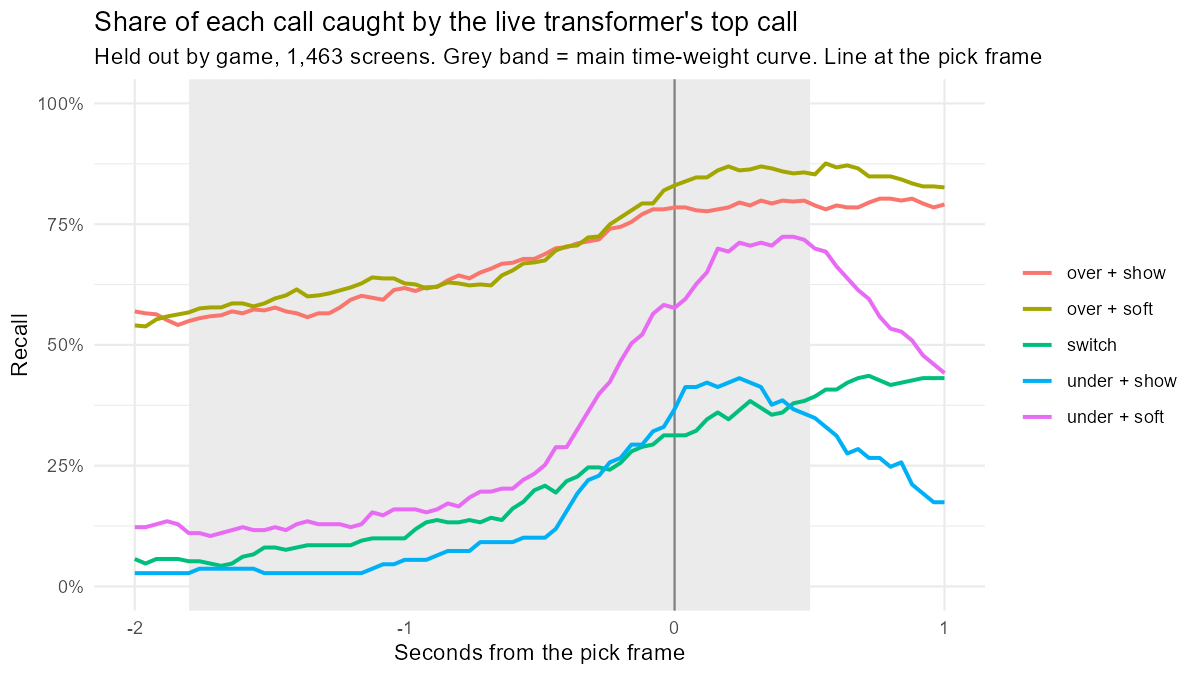 Share of each call caught by the live transformer's top call
Held out by game, 1,463 screens. Grey band = main time-weight curve. Line at the pick frame
100%
75%
50%
25%
0%
Recall
-2
-1
0
1
Seconds from the pick frame
over + show
over + soft
switch
under + show
under + soft